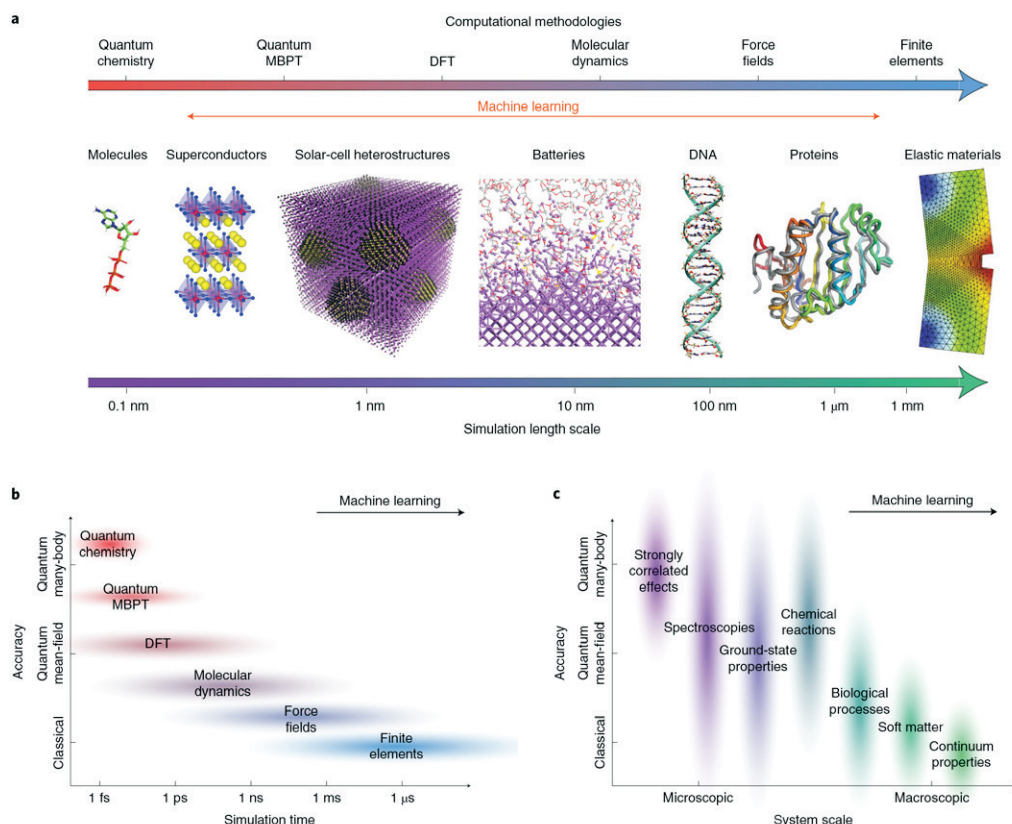 a
Computational methodologies
Quantum
chemistry
Quantum
MBPT
DFT
Molecular
dynamics
Force
fields
Finite
elements
Machine learning
Molecules
Superconductors
Solar-cell heterostructures
Batteries
DNA
Proteins
Elastic materials
0.1 nm
1 nm
10 nm
100 nm
1 μm
1 mm
Simulation length scale
b
Machine learning
Accuracy
Quantum
many-body
Quantum
mean-field
Classical
Quantum
chemistry
Quantum
MBPT
DFT
Molecular
dynamics
Force
fields
Finite
elements
1 fs
1 ps
1 ns
1 ms
1 μs
Simulation time
c
Machine learning
Accuracy
Quantum
many-body
Quantum
mean-field
Classical
Strongly
correlated
effects
Spectroscopies
Ground-state
properties
Chemical
reactions
Biological
processes
Soft matter
Continuum
properties
Microscopic
Macroscopic
System scale